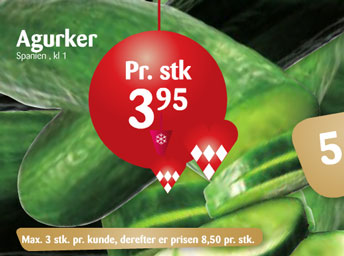 Agurker
Spanien , kl 1
Pr. stk
3 95
5
Max. 3 stk. pr. kunde, derefter er prisen 8,50 pr. stk.